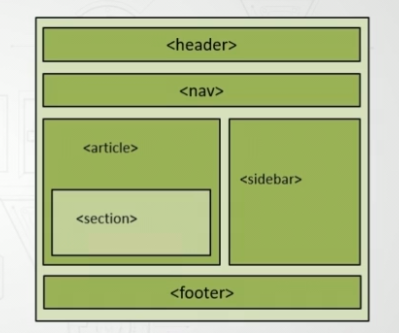 <header>
<nav>
<article>
<sidebar>
<section>
<footer>